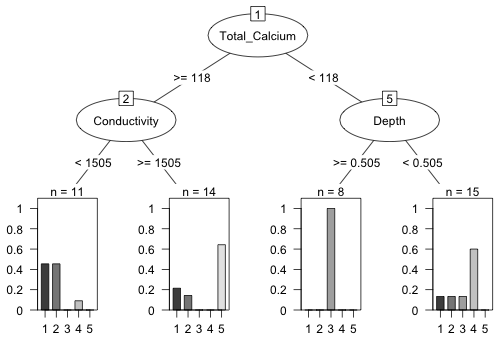 1
Total_Calcium
>= 118
< 118
2
Conductivity
5
Depth
< 1505
>= 1505
>= 0.505
< 0.505
n = 11
n = 14
n = 8
n = 15
1 1 1 1
0.8 0.8 0.8 0.8
0.6 0.6 0.6 0.6
0.4 0.4 0.4 0.4
0.2 0.2 0.2 0.2
0 0 0 0
1 2 3 4 5 1 2 3 4 5 1 2 3 4 5 1 2 3 4 5